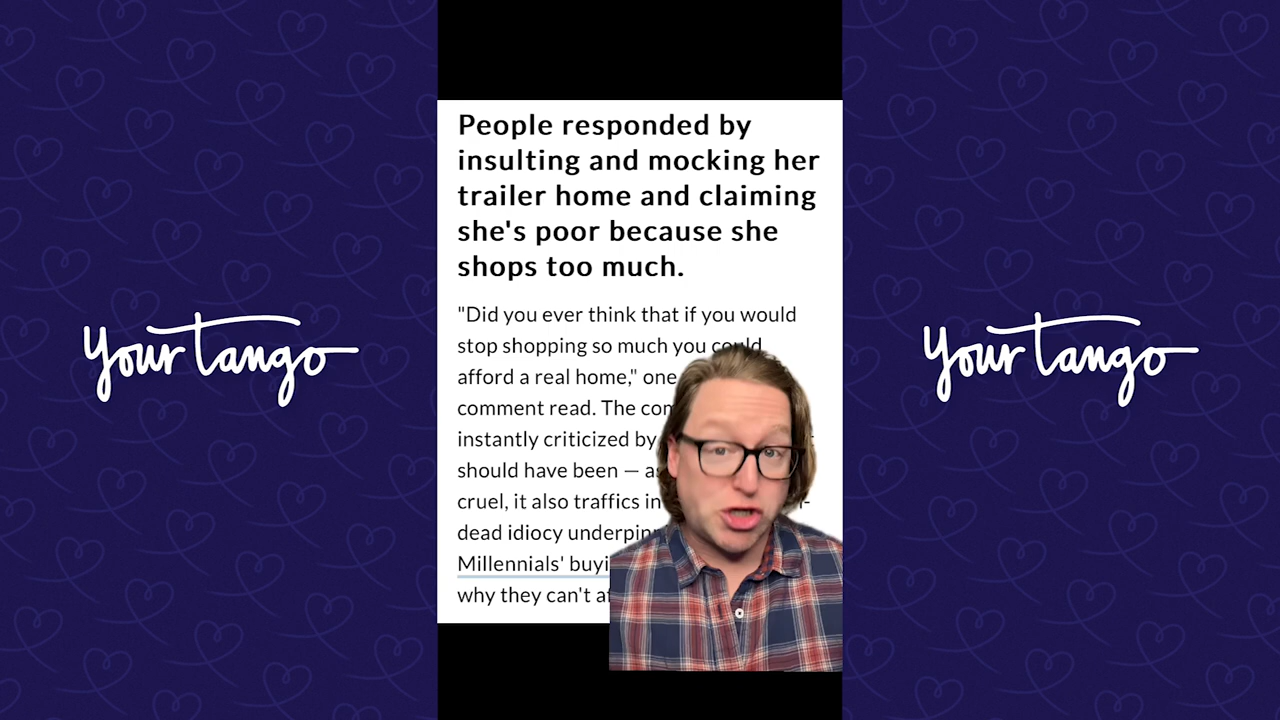 People responded by
insulting and mocking her
trailer home and claiming
she's poor because she
shops too much.
"Did you ever think that if you would
stop shopping so much you could
afford a real home," one
comment read. The
instantly criticized by
should have been —
cruel, it also traffics in
dead idiocy
Millennials'
why they can't
YourTango
YourTango